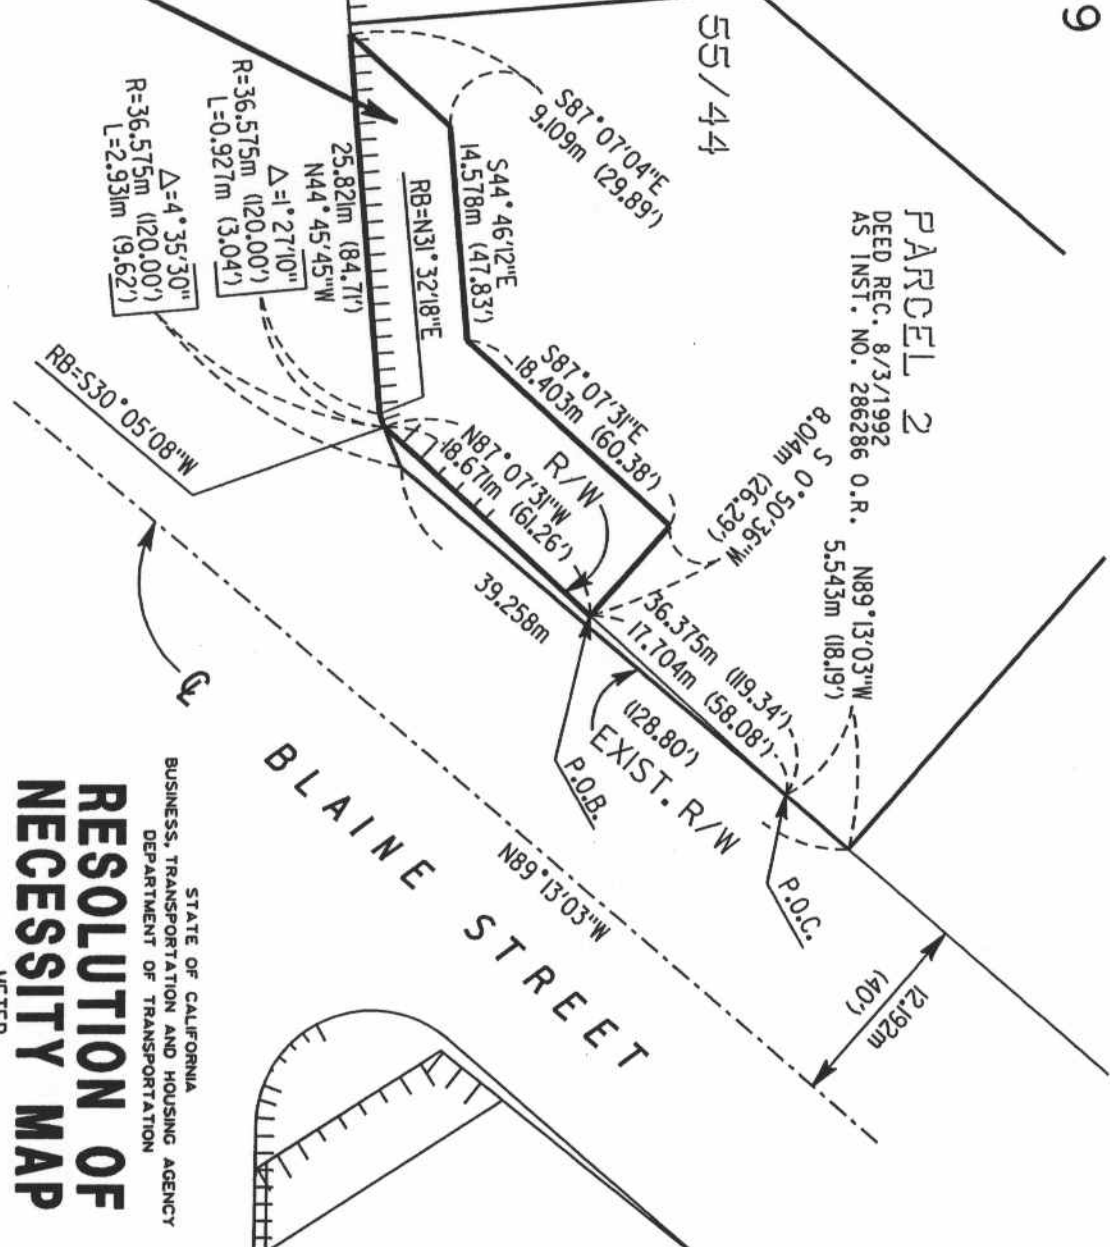 9
55/44
PARCEL 2
DEED REC. 8/3/1992
AS INST. NO. 286286 O.R.
S87°07'04"E
9.109m (29.89')
S44°46'12"E
14.578m (47.83')
S87°07'31"E
18.403m (60.38')
S 0°50'36"W
8.014m (26.29')
N89°13'03"W
5.543m (18.19')
36.375m (119.34')
17.704m (58.08')
RB=N31°32'18"E
25.821m (84.71')
N44°45'45"W
Δ=1°27'10"
R=36.575m (120.00')
L=0.927m (3.04')
Δ=4°35'30"
R=36.575m (120.00')
L=2.931m (9.62')
RB=S30°05'08"W
N87°07'31"W
18.671m (61.26')
R/W
39.258m
(128.80')
EXIST. R/W
P.O.B.
P.O.C.
12.192m
(40')
N89°13'03"W
℄
BLAINE STREET
STATE OF CALIFORNIA
BUSINESS, TRANSPORTATION AND HOUSING AGENCY
DEPARTMENT OF TRANSPORTATION
RESOLUTION OF
NECESSITY MAP